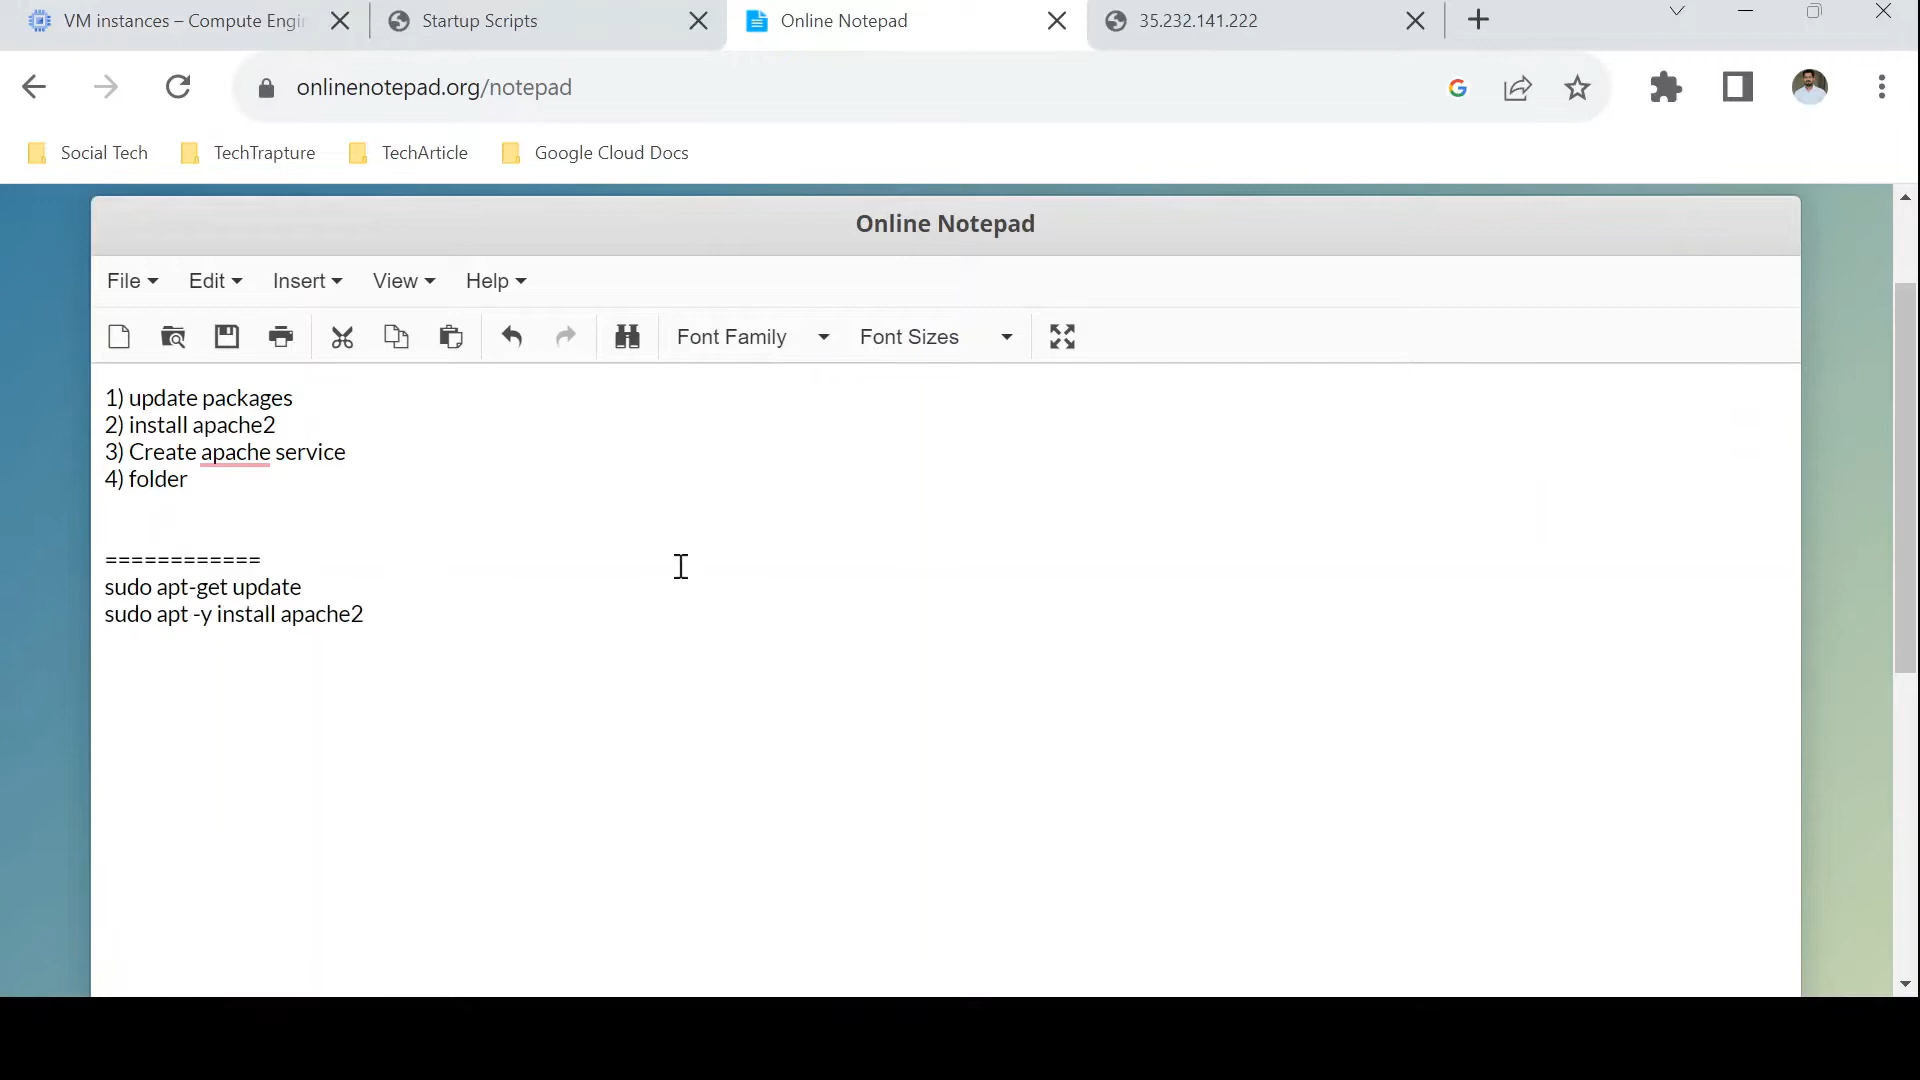 VM instances – Compute Engi
Startup Scripts
Online Notepad
35.232.141.222
onlinenotepad.org/notepad
Social Tech
TechTrapture
TechArticle
Google Cloud Docs
Online Notepad
File
Edit
Insert
View
Help
Font Family
Font Sizes
1) update packages
2) install apache2
3) Create apache service
4) folder
============
sudo apt-get update
sudo apt -y install apache2